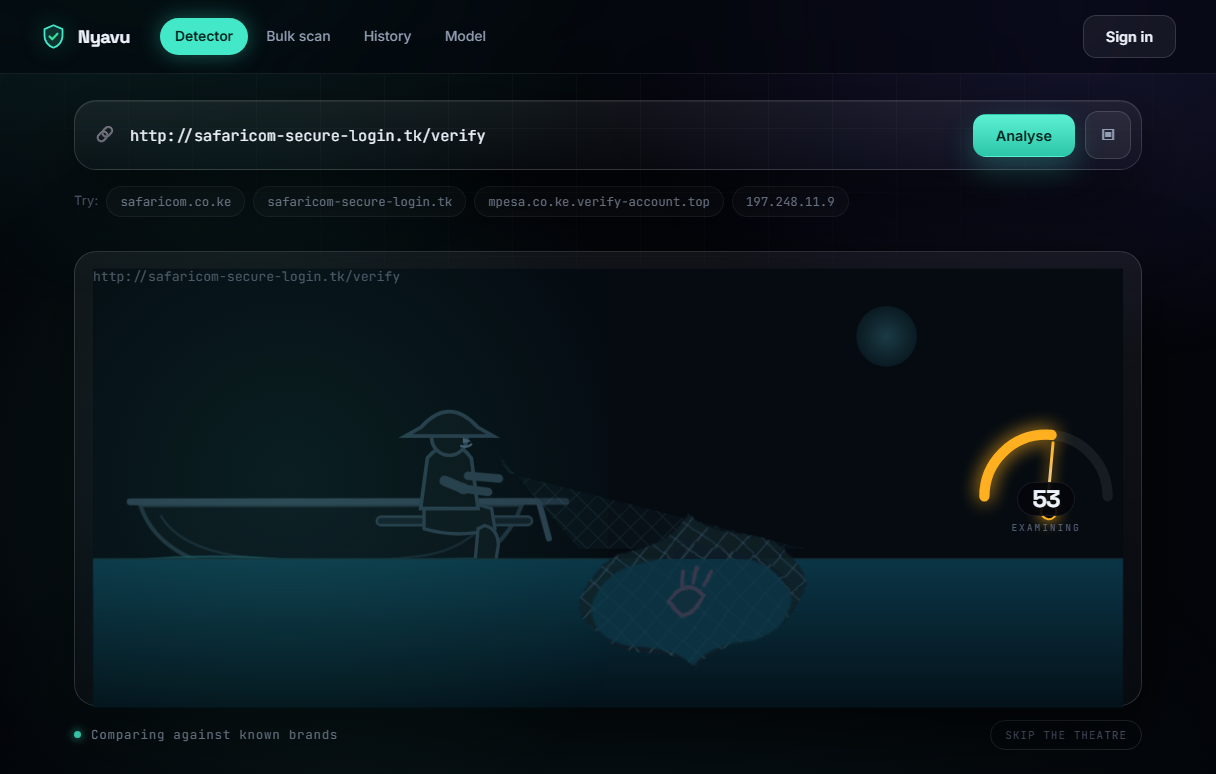 Nyavu
Detector
Bulk scan
History
Model
Sign in
http://safaricom-secure-login.tk/verify
Analyse
Try:
safaricom.co.ke
safaricom-secure-login.tk
mpesa.co.ke.verify-account.top
197.248.11.9
http://safaricom-secure-login.tk/verify
53
EXAMINING
Comparing against known brands
SKIP THE THEATRE